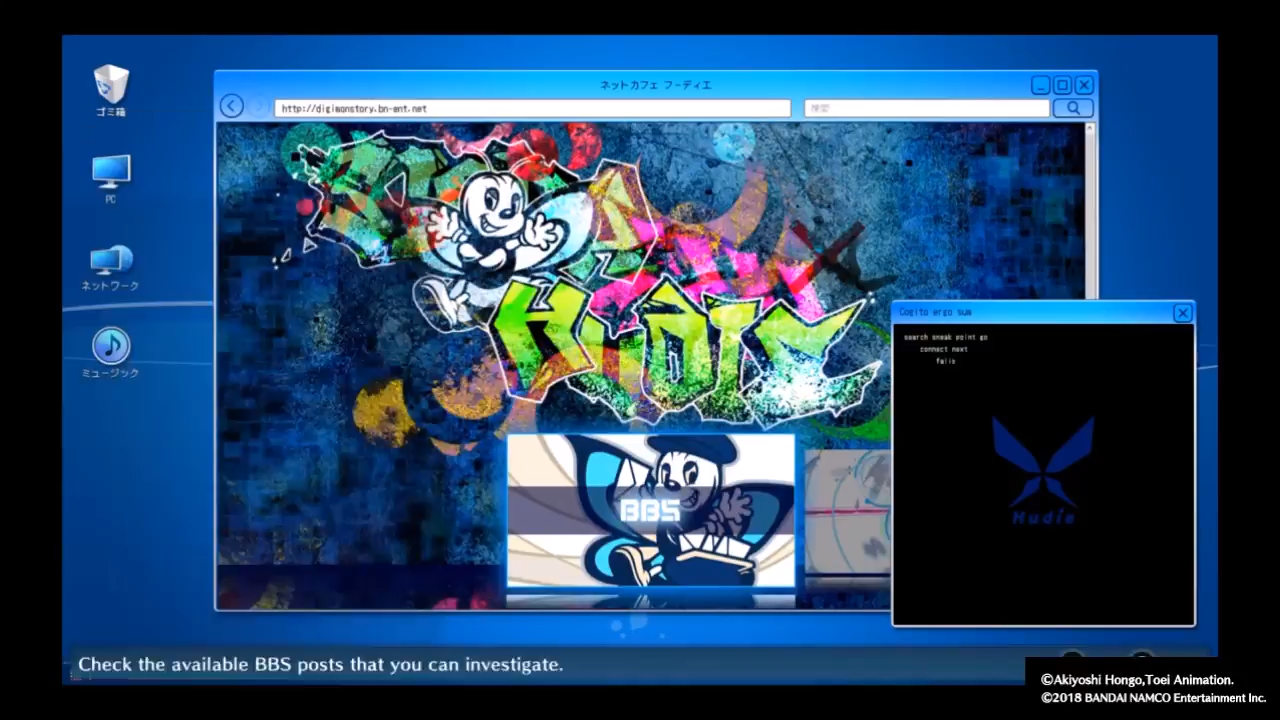 ゴミ箱
PC
ネットワーク
ミュージック
ネットカフェ フーディエ
http://digimonstory.bn-ent.net
検索
HUDIE
BBS
Cogito ergo sum
search sneak point go
connect next
fails
Hudie
Check the available BBS posts that you can investigate.
©Akiyoshi Hongo,Toei Animation.
©2018 BANDAI NAMCO Entertainment Inc.